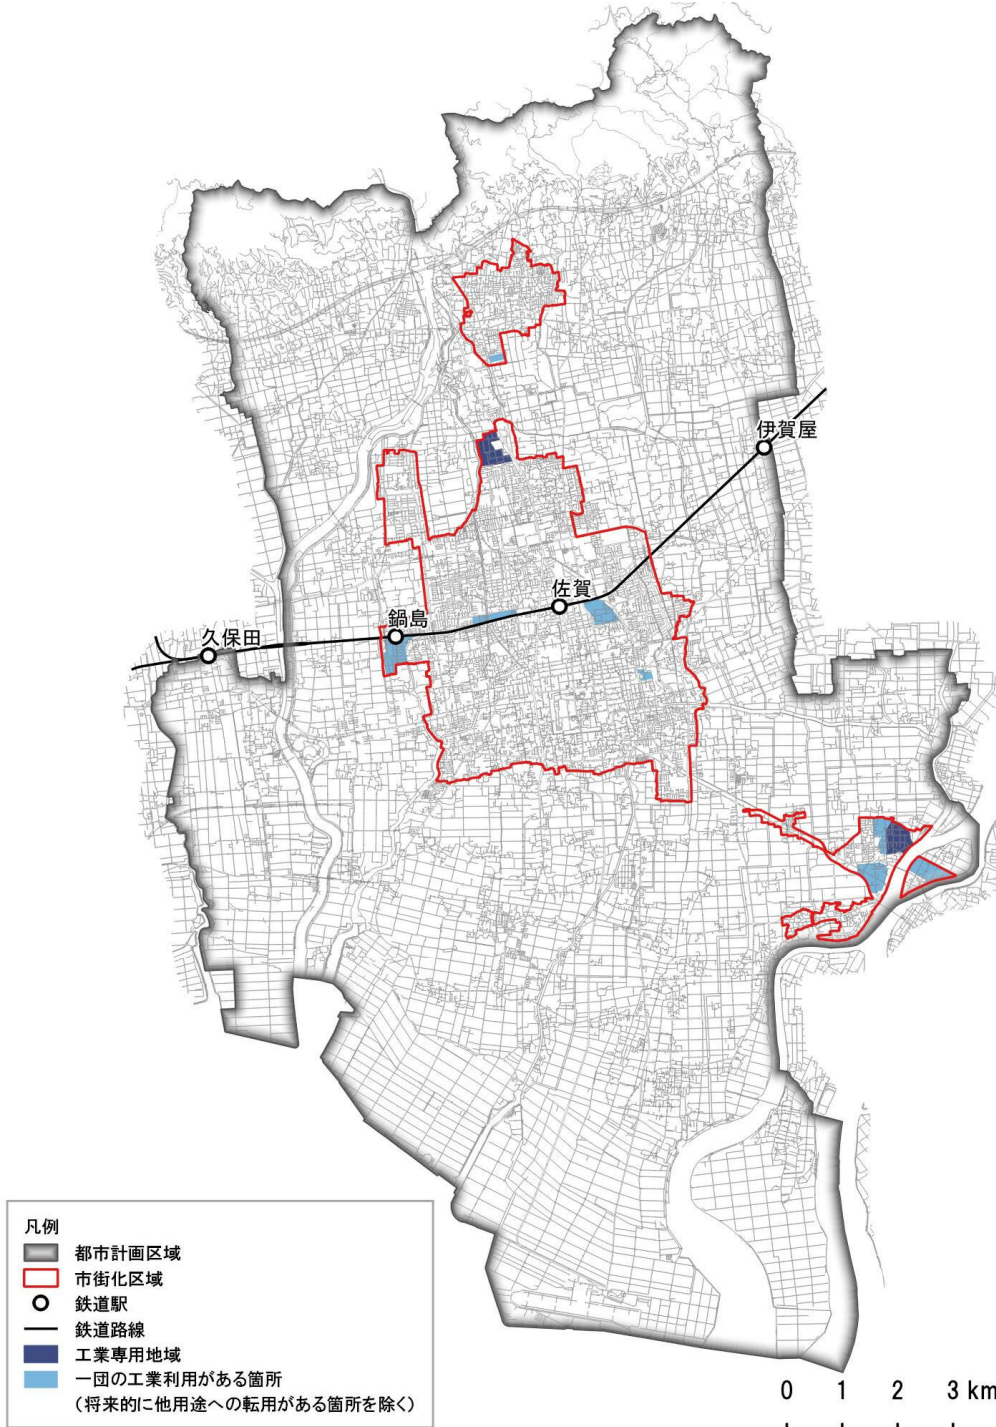 伊賀屋
佐賀
鍋島
久保田
凡例
都市計画区域
市街化区域
鉄道駅
鉄道路線
工業専用地域
一団の工業利用がある箇所
（将来的に他用途への転用がある箇所を除く）
0 1 2 3 km